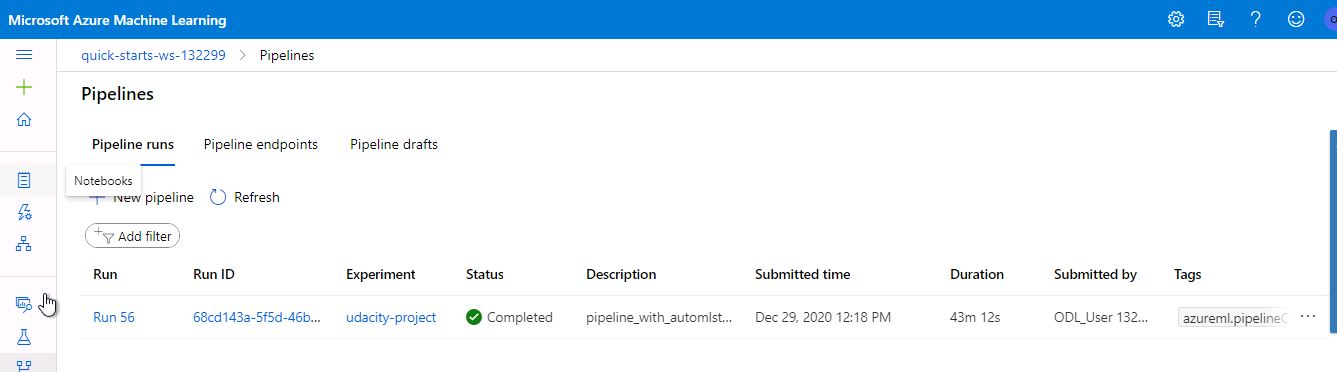 Microsoft Azure Machine Learning
quick-starts-ws-132299 > Pipelines
Pipelines
Pipeline runs Pipeline endpoints Pipeline drafts
Notebooks
New pipeline Refresh
Add filter
Run Run ID Experiment Status Description Submitted time Duration Submitted by Tags
Run 56 68cd143a-5f5d-46b... udacity-project Completed pipeline_with_automlst... Dec 29, 2020 12:18 PM 43m 12s ODL_User 132... azureml.pipelineC